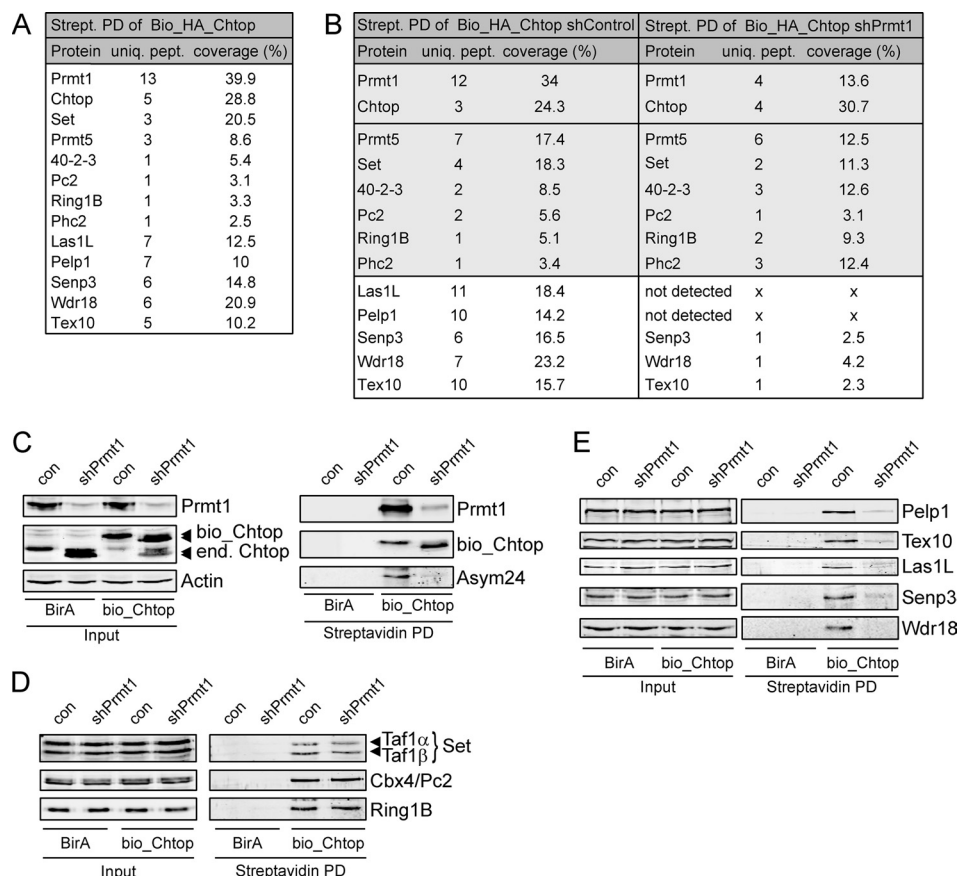 A
Strept. PD of Bio_HA_Chtop
Protein uniq. pept. coverage (%)
Prmt1 13 39.9
Chtop 5 28.8
Set 3 20.5
Prmt5 3 8.6
40-2-3 1 5.4
Pc2 1 3.1
Ring1B 1 3.3
Phc2 1 2.5
Las1L 7 12.5
Pelp1 7 10
Senp3 6 14.8
Wdr18 6 20.9
Tex10 5 10.2
B
Strept. PD of Bio_HA_Chtop shControl Strept. PD of Bio_HA_Chtop shPrmt1
Protein uniq. pept. coverage (%) Protein uniq. pept. coverage (%)
Prmt1 12 34 Prmt1 4 13.6
Chtop 3 24.3 Chtop 4 30.7
Prmt5 7 17.4 Prmt5 6 12.5
Set 4 18.3 Set 2 11.3
40-2-3 2 8.5 40-2-3 3 12.6
Pc2 2 5.6 Pc2 1 3.1
Ring1B 1 5.1 Ring1B 2 9.3
Phc2 1 3.4 Phc2 3 12.4
Las1L 11 18.4 not detected x x
Pelp1 10 14.2 not detected x x
Senp3 6 16.5 Senp3 1 2.5
Wdr18 7 23.2 Wdr18 1 4.2
Tex10 10 15.7 Tex10 1 2.3
C
con shPrmt1 con shPrmt1 con shPrmt1 con shPrmt1
Prmt1 Prmt1
bio_Chtop bio_Chtop
end. Chtop
Actin Asym24
BirA bio_Chtop BirA bio_Chtop
Input Streptavidin PD
D
con shPrmt1 con shPrmt1 con shPrmt1 con shPrmt1
Taf1α
Taf1β } Set
Cbx4/Pc2
Ring1B
BirA bio_Chtop BirA bio_Chtop
Input Streptavidin PD
E
con shPrmt1 con shPrmt1 con shPrmt1 con shPrmt1
Pelp1
Tex10
Las1L
Senp3
Wdr18
BirA bio_Chtop BirA bio_Chtop
Input Streptavidin PD